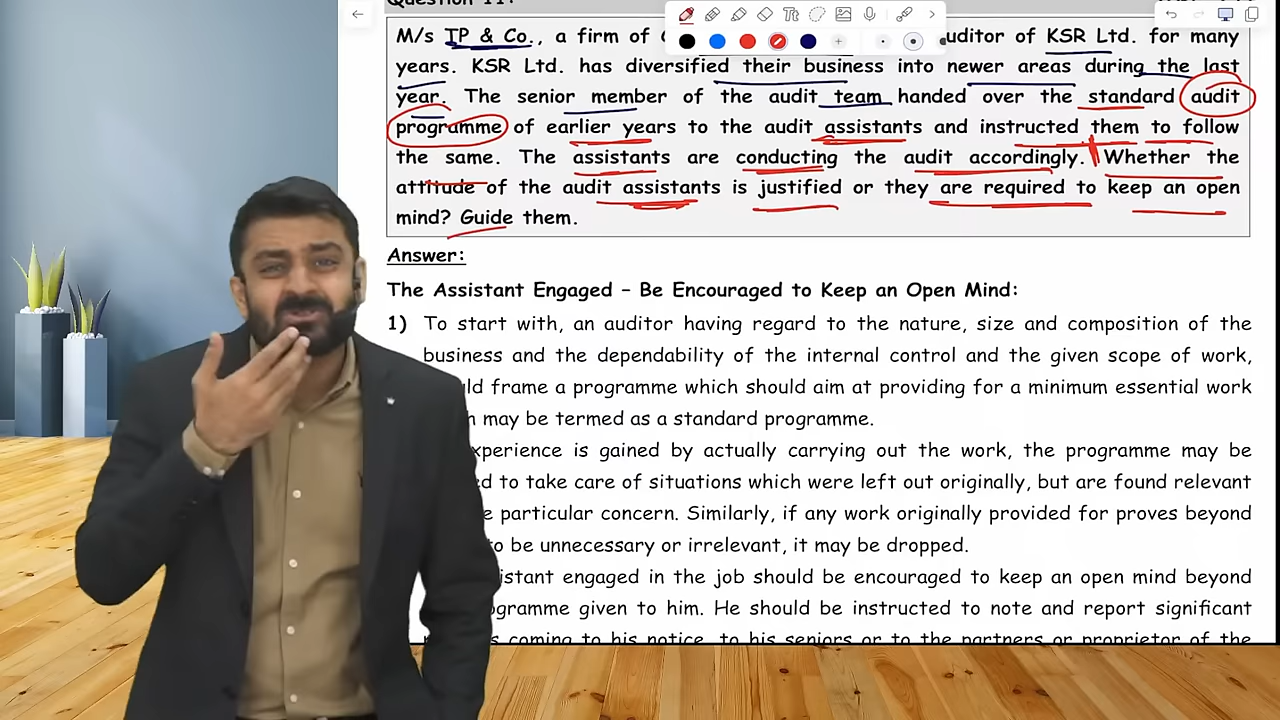 M/s TP & Co., a firm of uditor of KSR Ltd. for many
years. KSR Ltd. has diversified their business into newer areas during the last
year. The senior member of the audit team handed over the standard audit
programme of earlier years to the audit assistants and instructed them to follow
the same. The assistants are conducting the audit accordingly. Whether the
attitude of the audit assistants is justified or they are required to keep an open
mind? Guide them.
Answer:
The Assistant Engaged – Be Encouraged to Keep an Open Mind:
1) To start with, an auditor having regard to the nature, size and composition of the
business and the dependability of the internal control and the given scope of work,
ld frame a programme which should aim at providing for a minimum essential work
may be termed as a standard programme.
xperience is gained by actually carrying out the work, the programme may be
ed to take care of situations which were left out originally, but are found relevant
e particular concern. Similarly, if any work originally provided for proves beyond
to be unnecessary or irrelevant, it may be dropped.
istant engaged in the job should be encouraged to keep an open mind beyond
ogramme given to him. He should be instructed to note and report significant
s coming to his notice, to his seniors or to the partners or proprietor of the